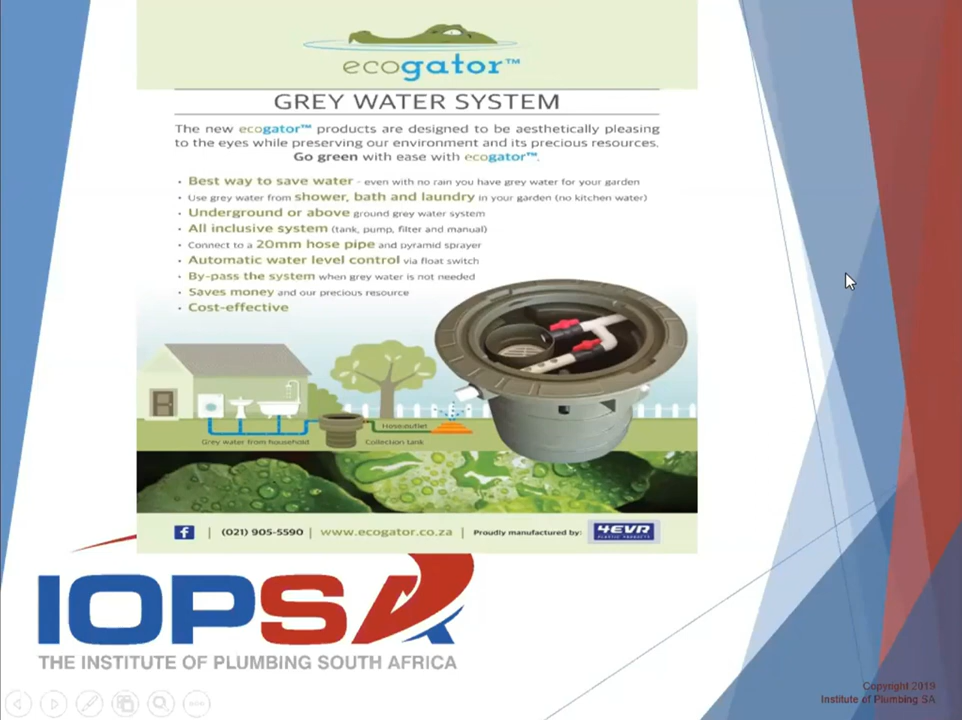 ecogator™
GREY WATER SYSTEM
The new ecogator™ products are designed to be aesthetically pleasing
to the eyes while preserving our environment and its precious resources.
Go green with ease with ecogator™.
• Best way to save water - even with no rain you have grey water for your garden
• Use grey water from shower, bath and laundry in your garden (no kitchen water)
• Underground or above ground grey water system
• All inclusive system (tank, pump, filter and manual)
• Connect to a 20mm hose pipe and pyramid sprayer
• Automatic water level control via float switch
• By-pass the system when grey water is not needed
• Saves money and our precious resource
• Cost-effective
Hose outlet
Grey water from household
Collection tank
f | (021) 905-5590 | www.ecogator.co.za | Proudly manufactured by: 4EVR
PLASTIC PRODUCTS
IOPSA
THE INSTITUTE OF PLUMBING SOUTH AFRICA
Copyright 2019
Institute of Plumbing SA